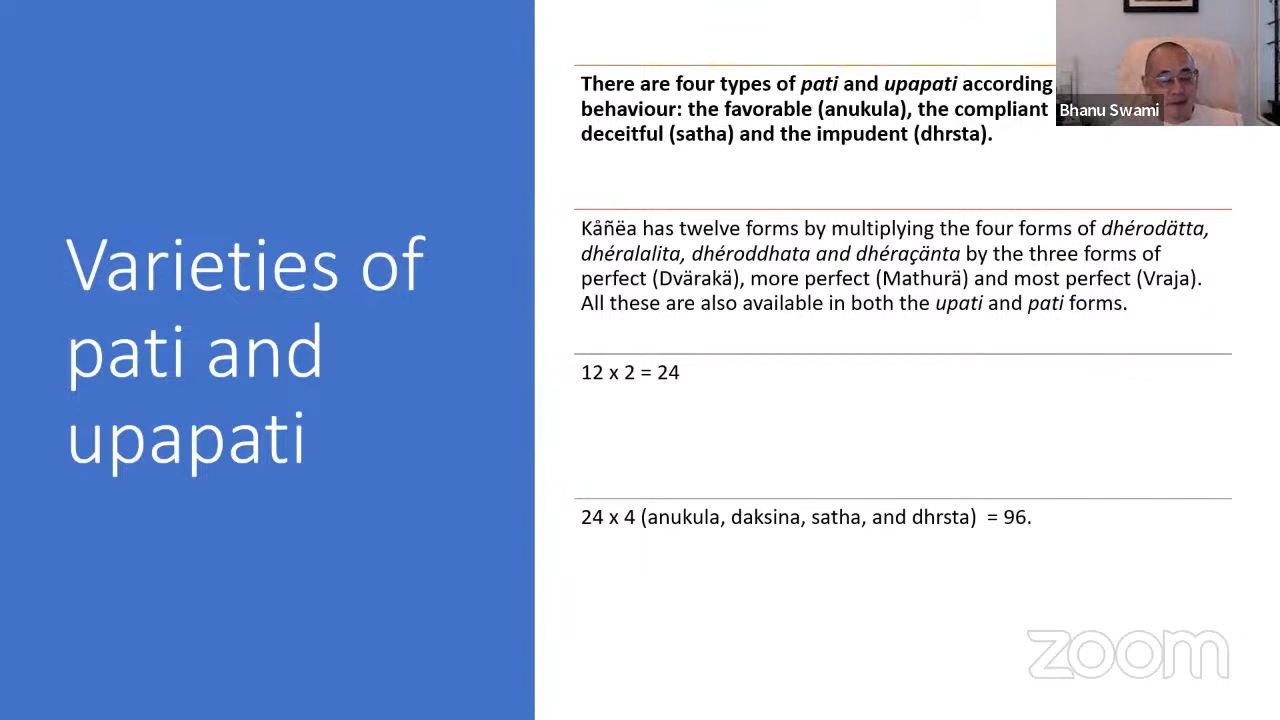 Varieties of
pati and
upapati
There are four types of pati and upapati according
behaviour: the favorable (anukula), the compliant
deceitful (satha) and the impudent (dhrsta).
Kåñëa has twelve forms by multiplying the four forms of dhérodätta,
dhéralalita, dhéroddhata and dhéraçänta by the three forms of
perfect (Dvärakä), more perfect (Mathurä) and most perfect (Vraja).
All these are also available in both the upati and pati forms.
12 x 2 = 24
24 x 4 (anukula, daksina, satha, and dhrsta)  = 96.
Bhanu Swami
zoom